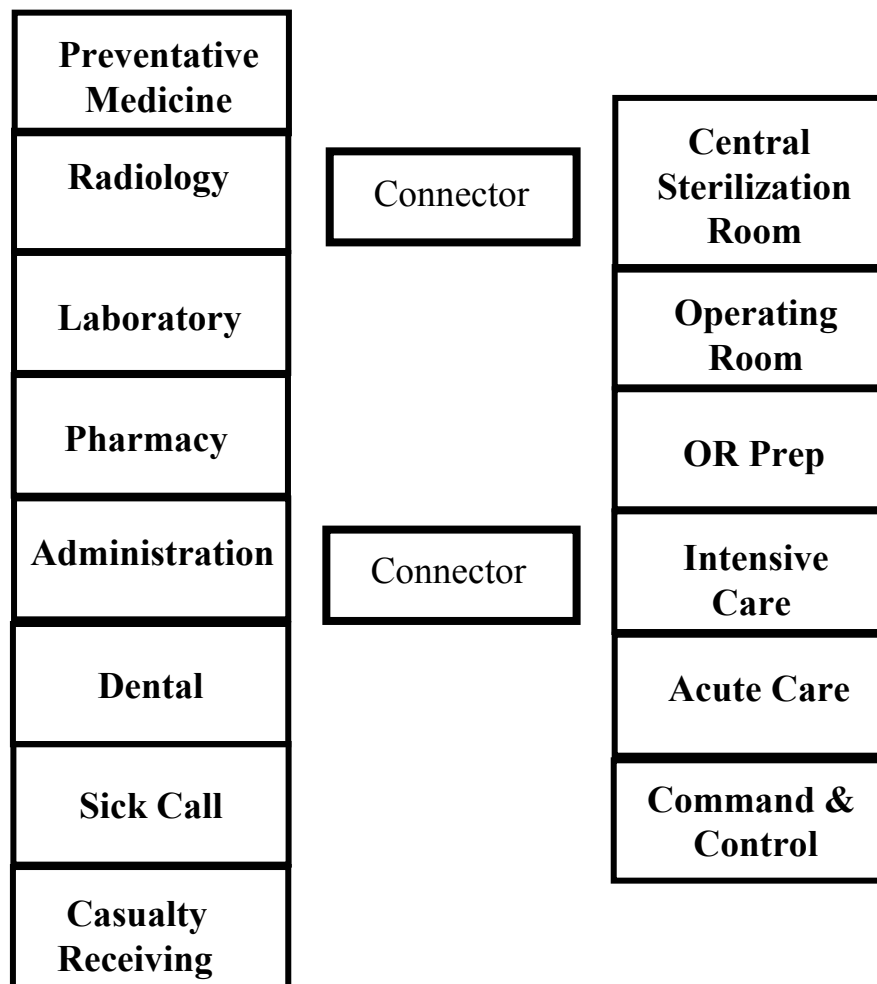 Preventative
Medicine
Radiology
Laboratory
Pharmacy
Administration
Dental
Sick Call
Casualty
Receiving
Connector
Connector
Central
Sterilization
Room
Operating
Room
OR Prep
Intensive
Care
Acute Care
Command &
Control